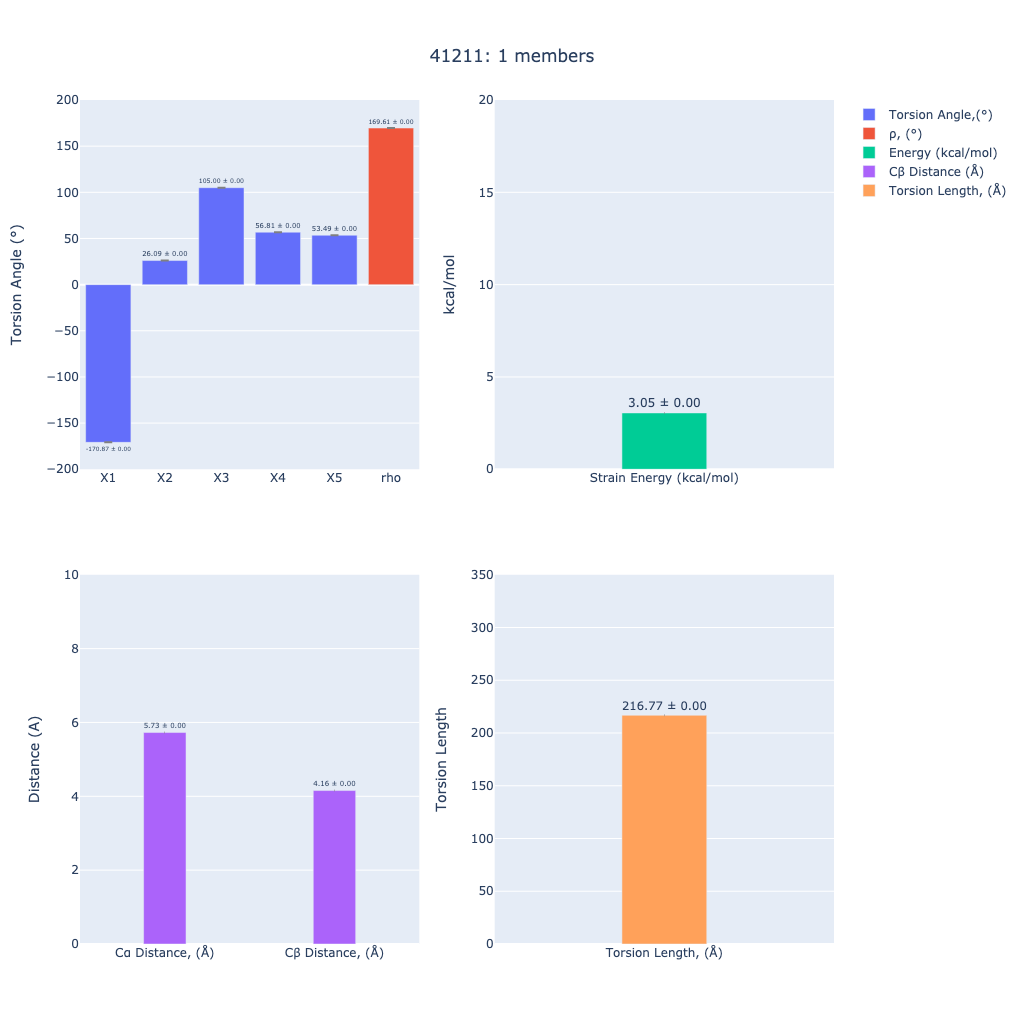 41211: 1 members
200
150
100
50
0
−50
−100
−150
−200
Torsion Angle (°)
-170.87 ± 0.00
26.09 ± 0.00
105.00 ± 0.00
56.81 ± 0.00
53.49 ± 0.00
169.61 ± 0.00
X1
X2
X3
X4
X5
rho
20
15
10
5
0
kcal/mol
3.05 ± 0.00
Strain Energy (kcal/mol)
Torsion Angle,(°)
ρ, (°)
Energy (kcal/mol)
Cβ Distance (Å)
Torsion Length, (Å)
10
8
6
4
2
0
Distance (A)
5.73 ± 0.00
4.16 ± 0.00
Cα Distance, (Å)
Cβ Distance, (Å)
350
300
250
200
150
100
50
0
Torsion Length
216.77 ± 0.00
Torsion Length, (Å)